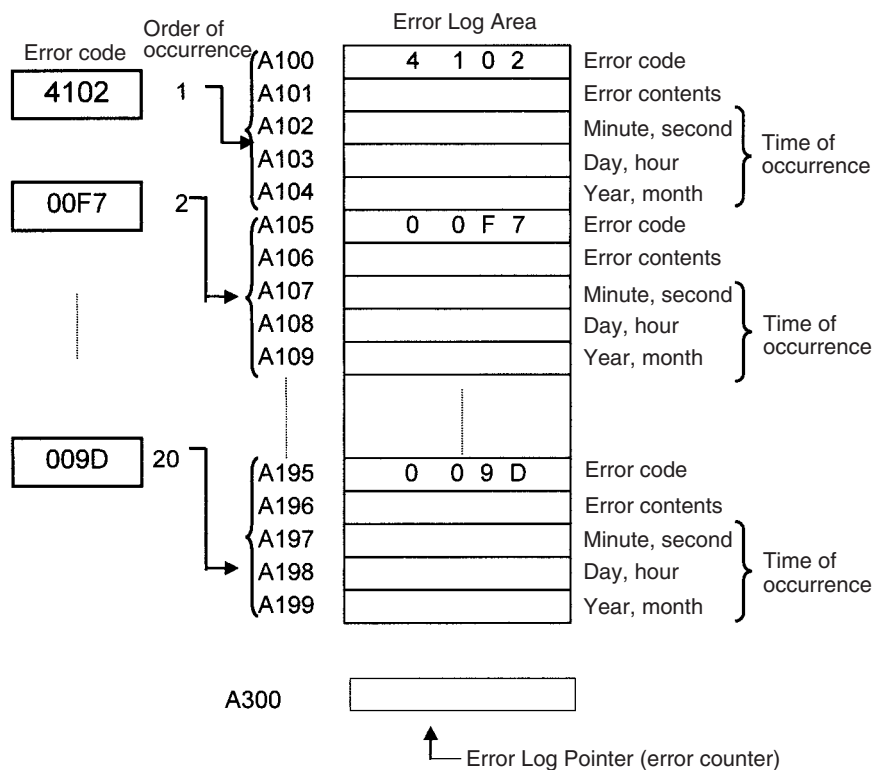 Error Log Area
Order of
occurrence
Error code
A100 4 1 0 2 Error code
4102 1
A101 Error contents
A102 Minute, second
Time of
occurrence
A103 Day, hour
A104 Year, month
00F7 2
A105 0 0 F 7 Error code
A106 Error contents
A107 Minute, second
Time of
occurrence
A108 Day, hour
A109 Year, month
009D 20
A195 0 0 9 D Error code
A196 Error contents
A197 Minute, second
Time of
occurrence
A198 Day, hour
A199 Year, month
A300
Error Log Pointer (error counter)